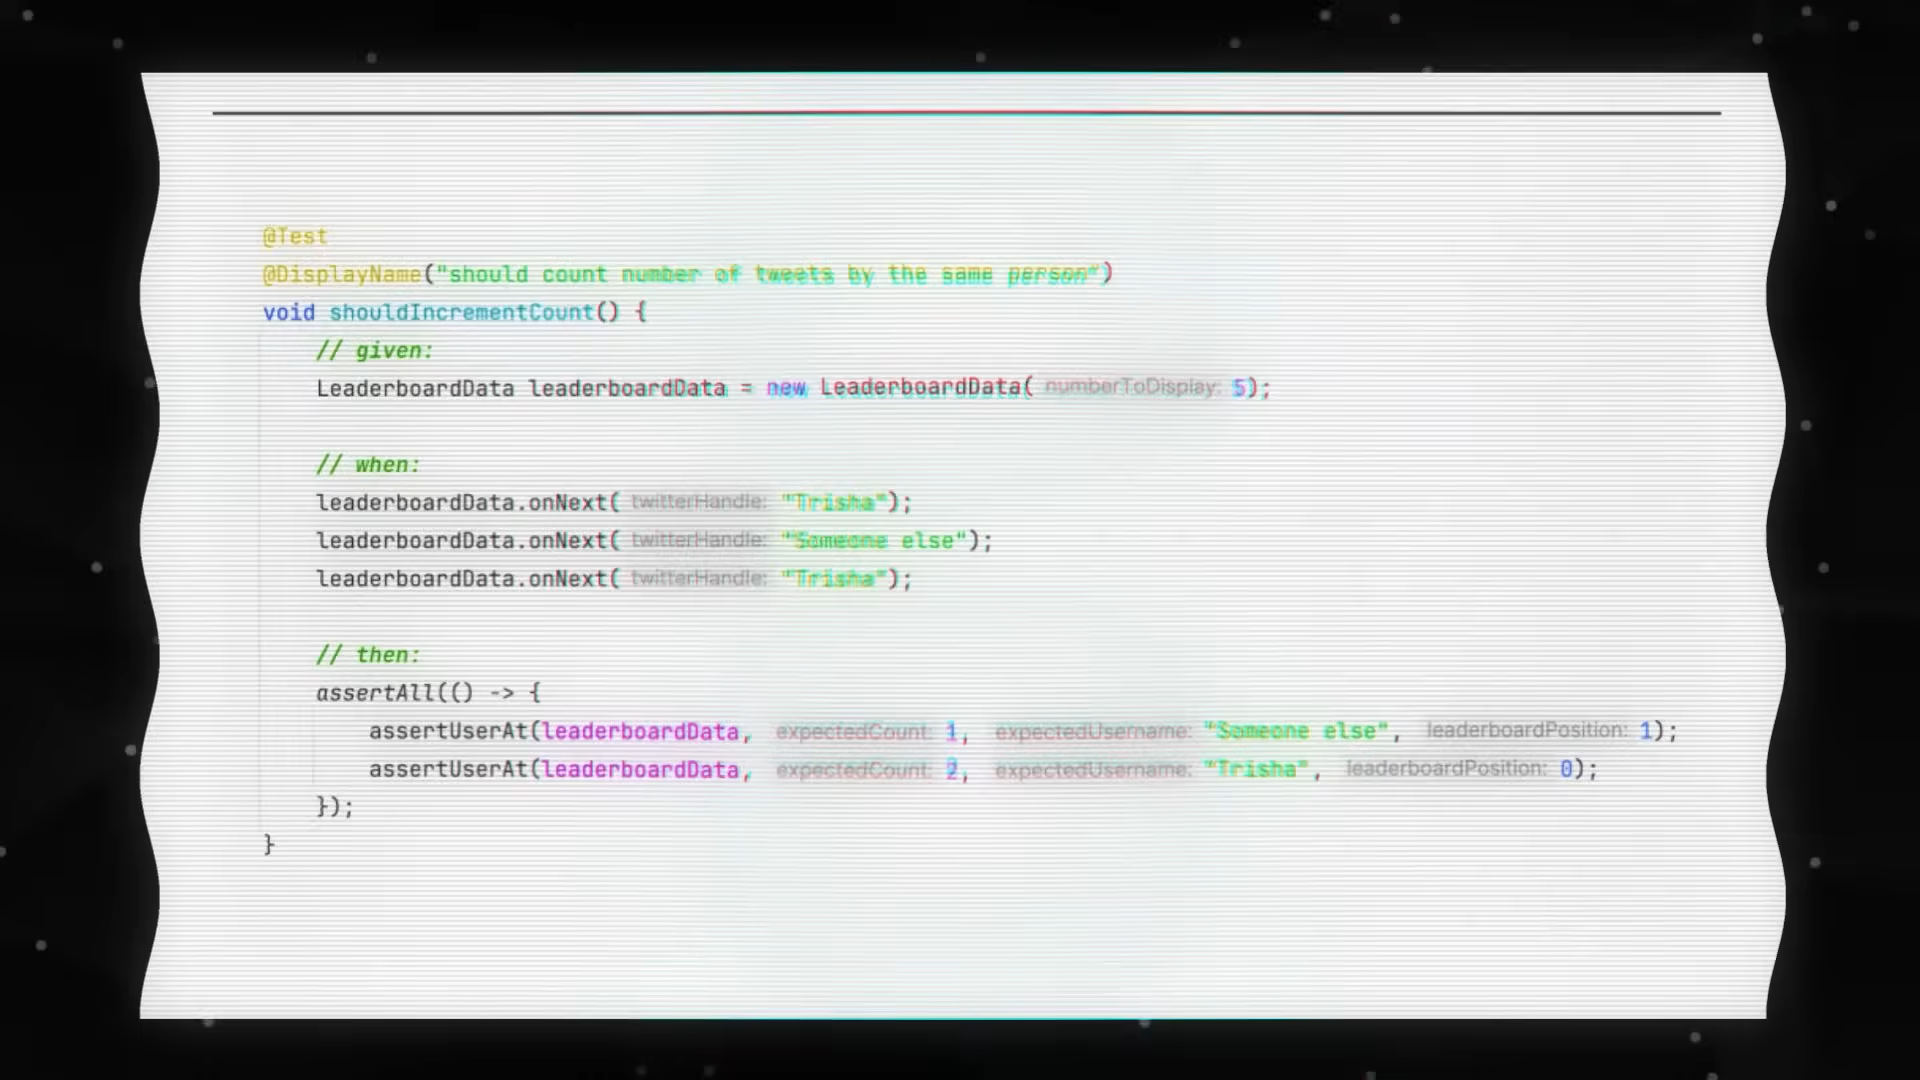 @Test
@DisplayName("should count number of tweets by the same person")
void shouldIncrementCount() {
// given:
LeaderboardData leaderboardData = new LeaderboardData( numberToDisplay: 5);
// when:
leaderboardData.onNext( twitterHandle: "Trisha");
leaderboardData.onNext( twitterHandle: "Someone else");
leaderboardData.onNext( twitterHandle: "Trisha");
// then:
assertAll(() -> {
assertUserAt(leaderboardData, expectedCount: 1, expectedUsername: "Someone else", leaderboardPosition: 1);
assertUserAt(leaderboardData, expectedCount: 2, expectedUsername: "Trisha", leaderboardPosition: 0);
});
}